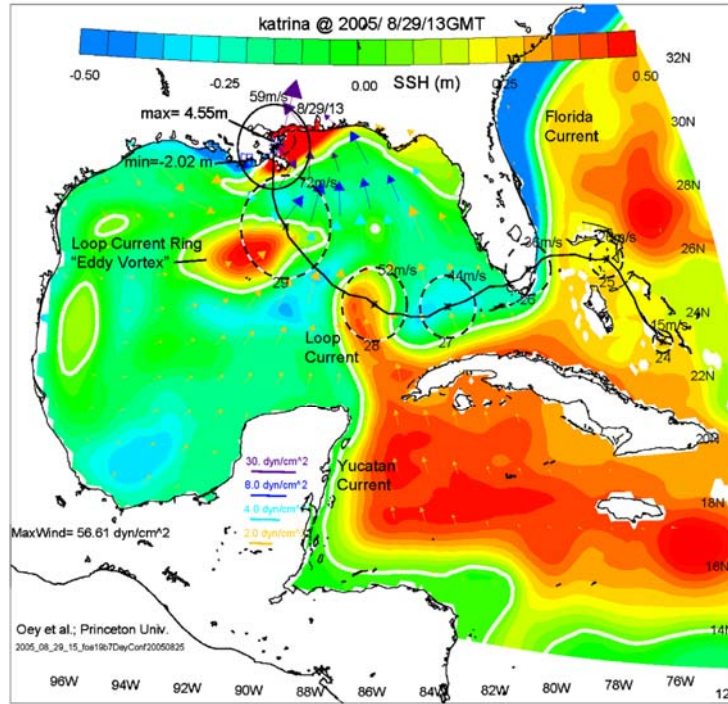 katrina @ 2005/ 8/29/13GMT
-0.50 -0.25 0.00 0.25 0.50
SSH (m)
32N
59m/s
8/29/13
max= 4.55m
30N
Florida
Current
min=-2.02 m
72m/s
28N
Loop Current Ring
"Eddy Vortex"
26N
29
52m/s
44m/s
26
25
24N
15m/s
24
28
27
Loop
Current
22N
20N
30. dyn/cm^2
8.0 dyn/cm^2
4.0 dyn/cm^2
2.0 dyn/cm^2
Yucatan
Current
18N
MaxWind= 56.61 dyn/cm^2
16N
Oey et al.; Princeton Univ.
14N
96W 94W 92W 90W 88W 86W 84W 82W 80W 78W 76W 12